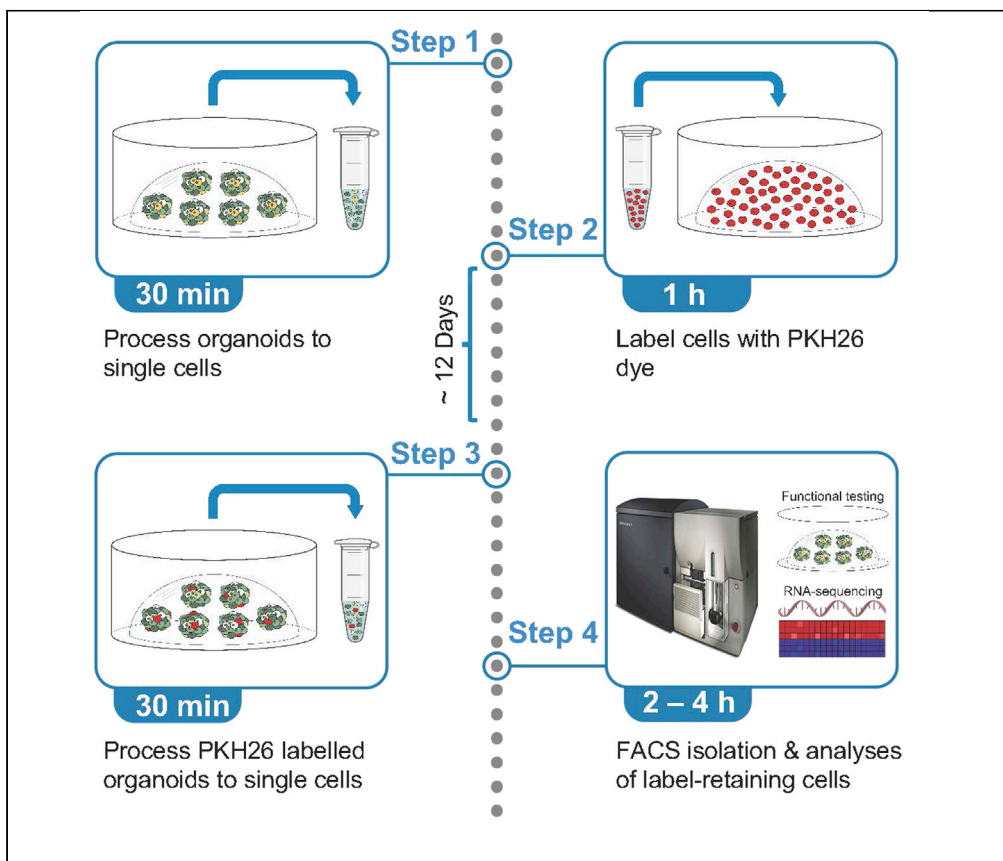 Step 1
30 min
Process organoids to
single cells
Step 2
1 h
Label cells with PKH26
dye
~ 12 Days
Step 3
30 min
Process PKH26 labelled
organoids to single cells
Step 4
Functional testing
RNA-sequencing
2 – 4 h
FACS isolation & analyses
of label-retaining cells